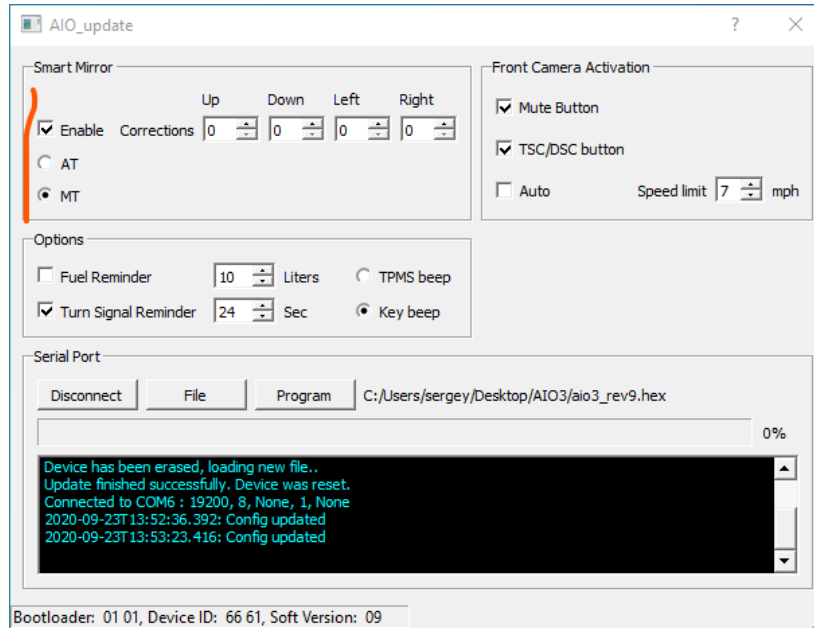 AIO_update
Smart Mirror
Up Down Left Right
Enable Corrections 0 0 0 0
AT
MT
Front Camera Activation
Mute Button
TSC/DSC button
Auto Speed limit 7 mph
Options
Fuel Reminder 10 Liters TPMS beep
Turn Signal Reminder 24 Sec Key beep
Serial Port
Disconnect File Program C:/Users/sergey/Desktop/AIO3/aio3_rev9.hex
0%
Device has been erased, loading new file..
Update finished successfully. Device was reset.
Connected to COM6 : 19200, 8, None, 1, None
2020-09-23T13:52:36.392: Config updated
2020-09-23T13:53:23.416: Config updated
Bootloader: 01 01, Device ID: 66 61, Soft Version: 09